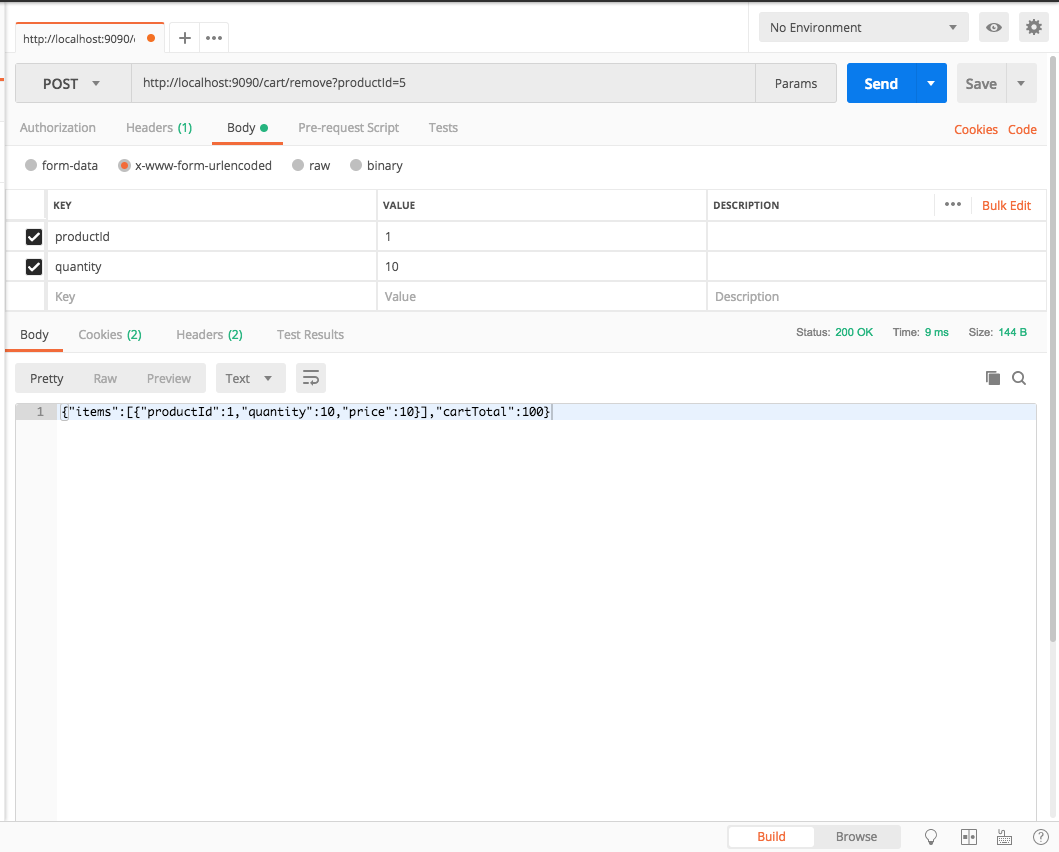 http://localhost:9090/
No Environment
POST http://localhost:9090/cart/remove?productId=5 Params Send Save
Authorization Headers (1) Body Pre-request Script Tests Cookies Code
form-data x-www-form-urlencoded raw binary
KEY VALUE DESCRIPTION ••• Bulk Edit
productId 1
quantity 10
Key Value Description
Body Cookies (2) Headers (2) Test Results Status: 200 OK Time: 9 ms Size: 144 B
Pretty Raw Preview Text
1 {"items":[{"productId":1,"quantity":10,"price":10}],"cartTotal":100}
Build Browse